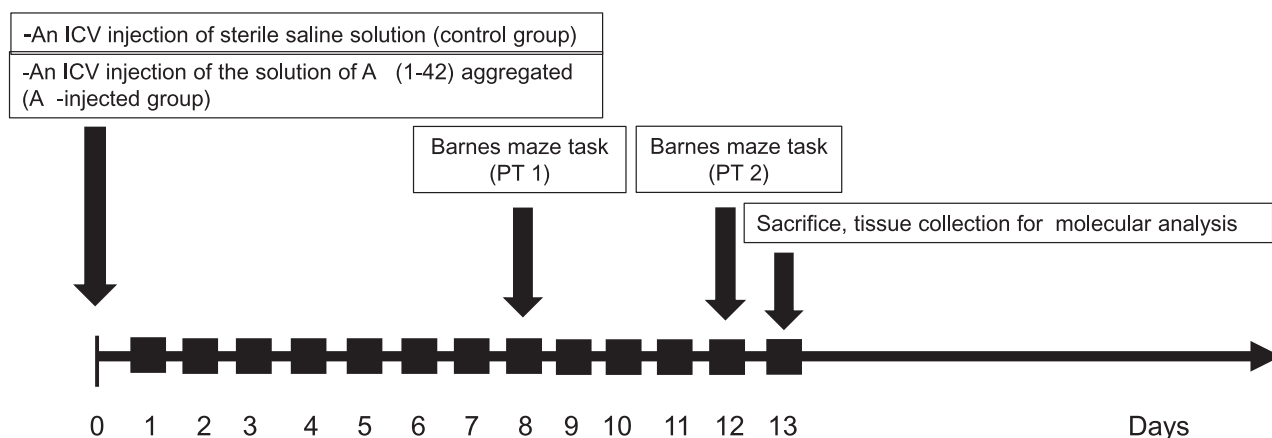 -An ICV injection of sterile saline solution (control group)
-An ICV injection of the solution of A (1-42) aggregated
(A -injected group)
Barnes maze task
(PT 1)
Barnes maze task
(PT 2)
Sacrifice, tissue collection for molecular analysis
0 1 2 3 4 5 6 7 8 9 10 11 12 13 Days